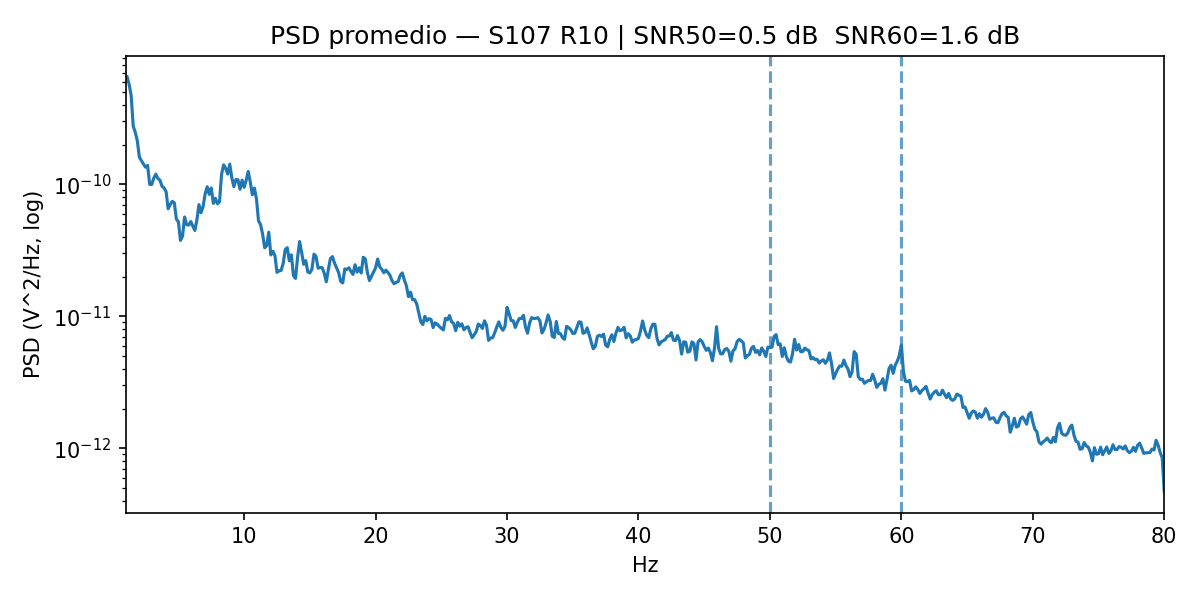 PSD promedio — S107 R10 | SNR50=0.5 dB  SNR60=1.6 dB
PSD (V^2/Hz, log)
10⁻¹⁰
10⁻¹¹
10⁻¹²
10 20 30 40 50 60 70 80
Hz